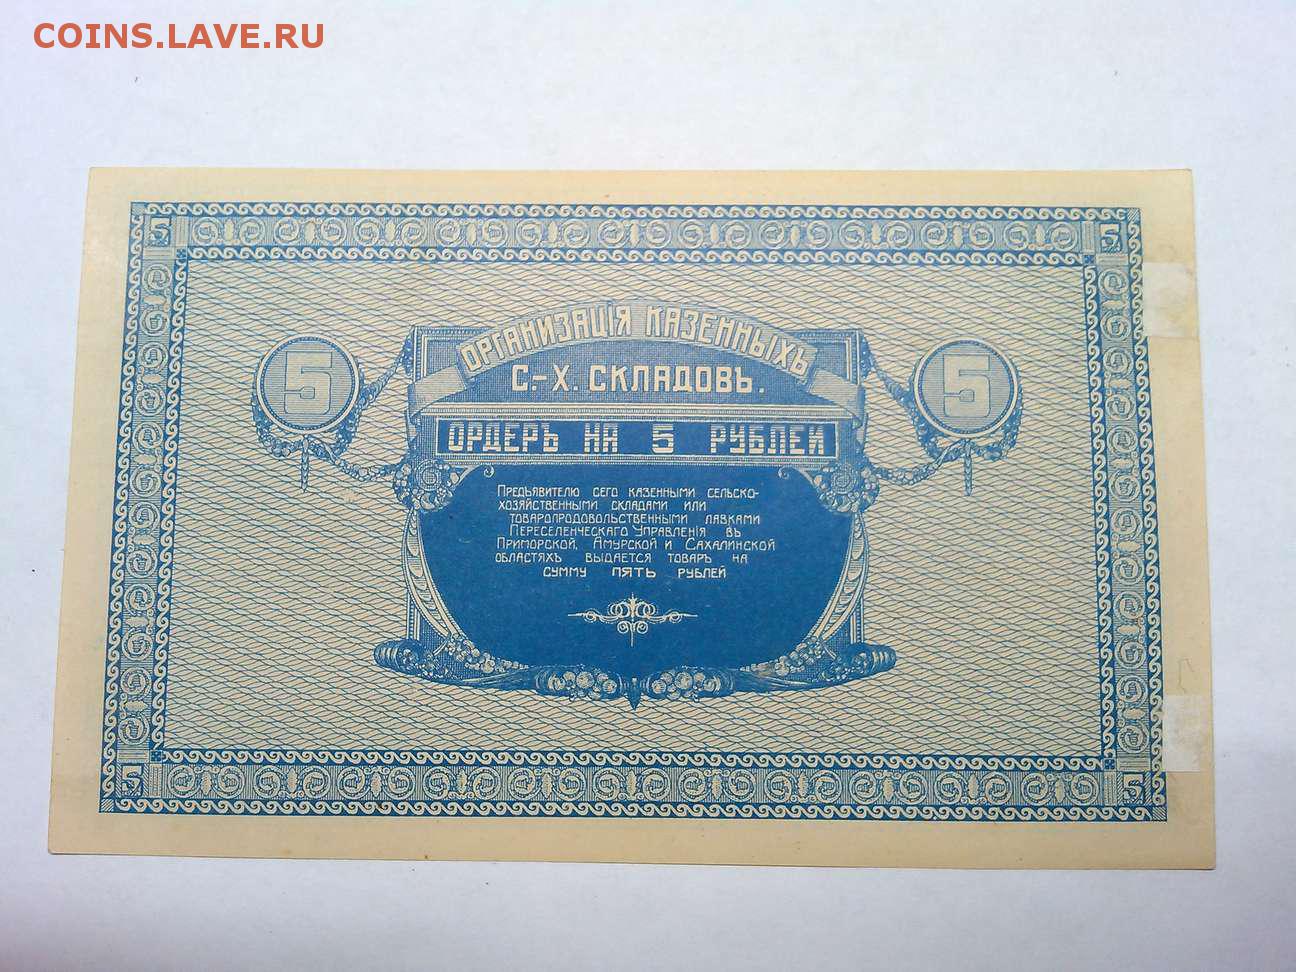 COINS.LAVE.RU
5 5
ОРГАНИЗАЦІЯ КАЗЕННЫХЪ
С.-Х. СКЛАДОВЪ.
5 5
ОРДЕРЪ НА 5 РУБЛЕЙ
Предъявителю сего казенными сельско-
хозяйственными складами или
товаропродовольственными лавками
Переселенческаго Управленія въ
Приморской, Амурской и Сахалинской
областяхъ выдается товаръ на
сумму пять рублей
5 5